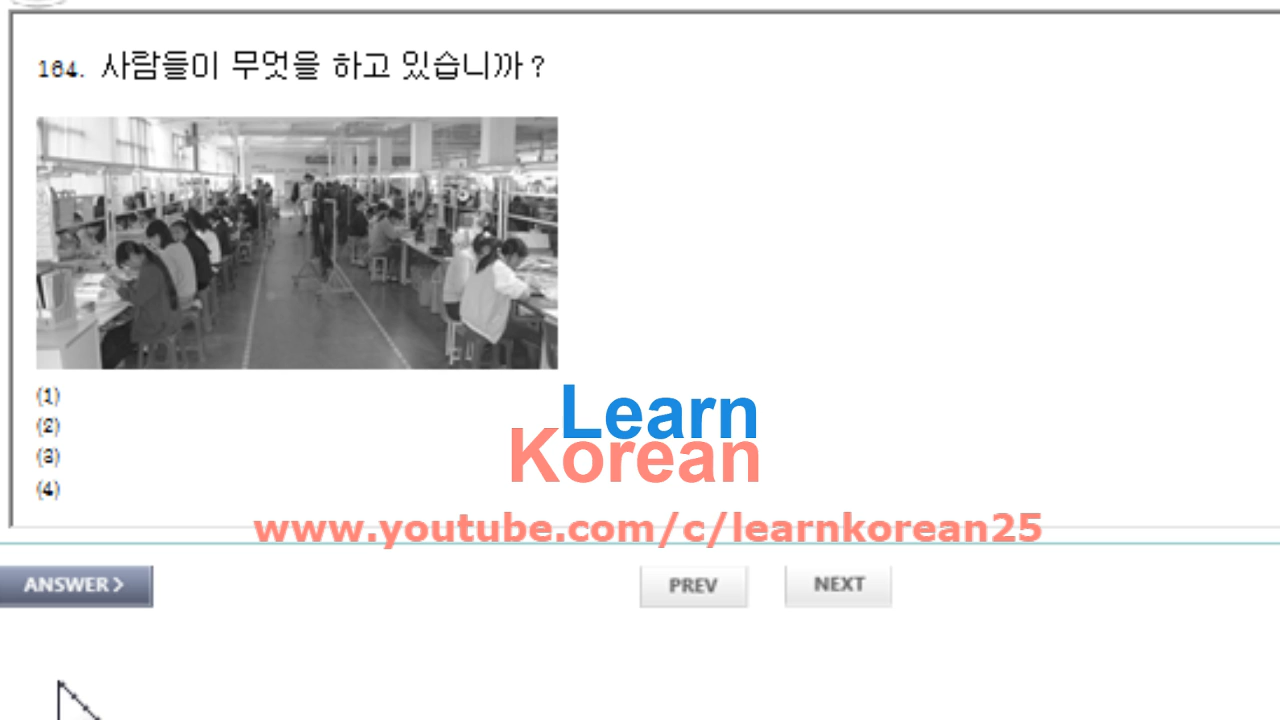 164. 사람들이 무엇을 하고 있습니까?
(1)
(2)
(3)
(4)
Learn
Korean
www.youtube.com/c/learnkorean25
ANSWER >
PREV
NEXT